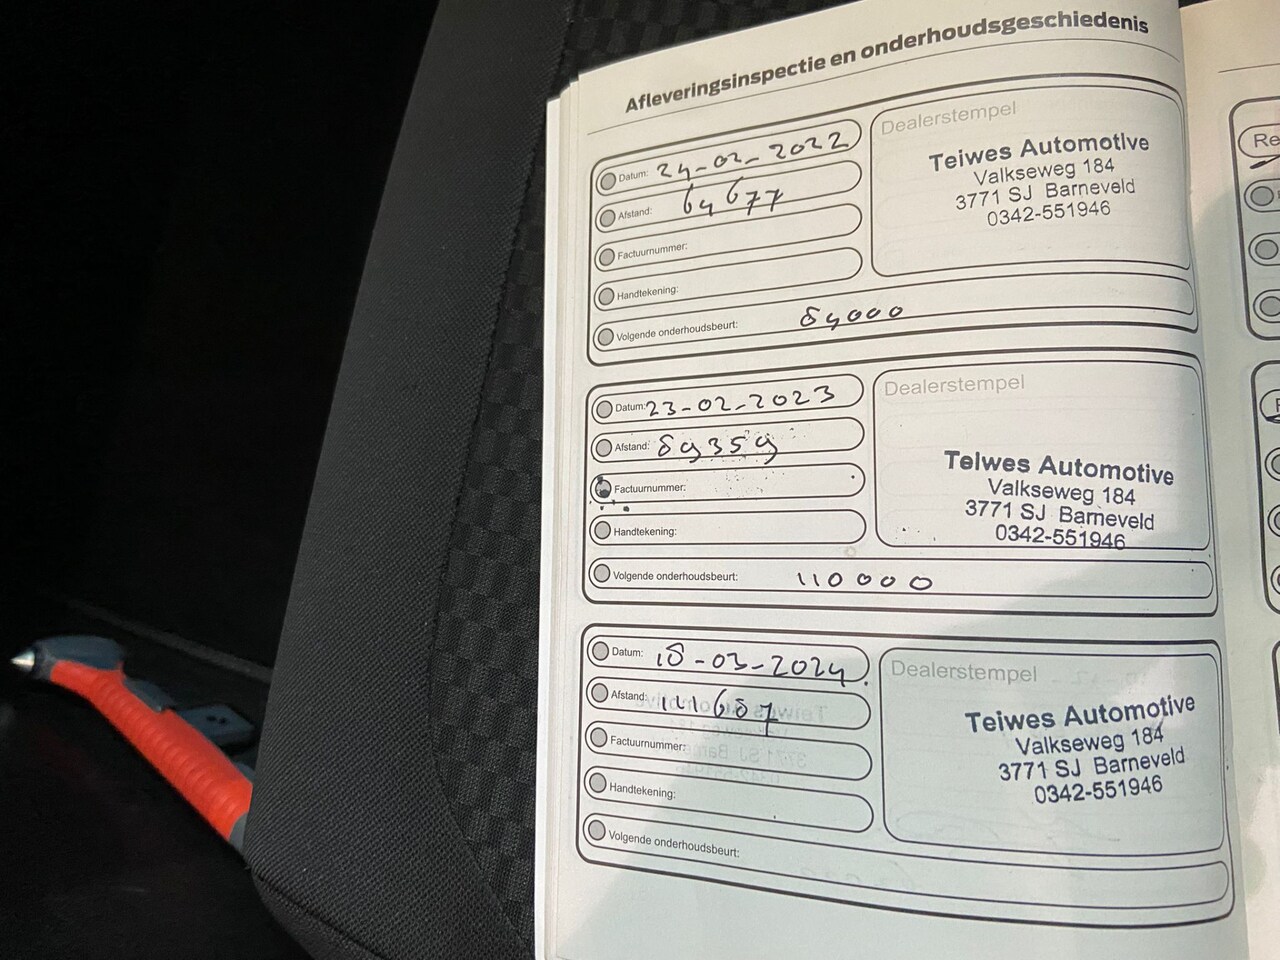 Afleveringsinspectie en onderhoudsgeschiedenis
Datum: 24-02-2022
Afstand: 64677
Factuurnummer:
Handtekening:
Volgende onderhoudsbeurt: 84000
Dealerstempel
Teiwes Automotive
Valkseweg 184
3771 SJ Barneveld
0342-551946
Datum: 23-02-2023
Afstand: 89359
Factuurnummer:
Handtekening:
Volgende onderhoudsbeurt: 110000
Dealerstempel
Teiwes Automotive
Valkseweg 184
3771 SJ Barneveld
0342-551946
Datum: 18-03-2024
Afstand: 111687
Factuurnummer:
Handtekening:
Volgende onderhoudsbeurt:
Dealerstempel
Teiwes Automotive
Valkseweg 184
3771 SJ Barneveld
0342-551946
Re